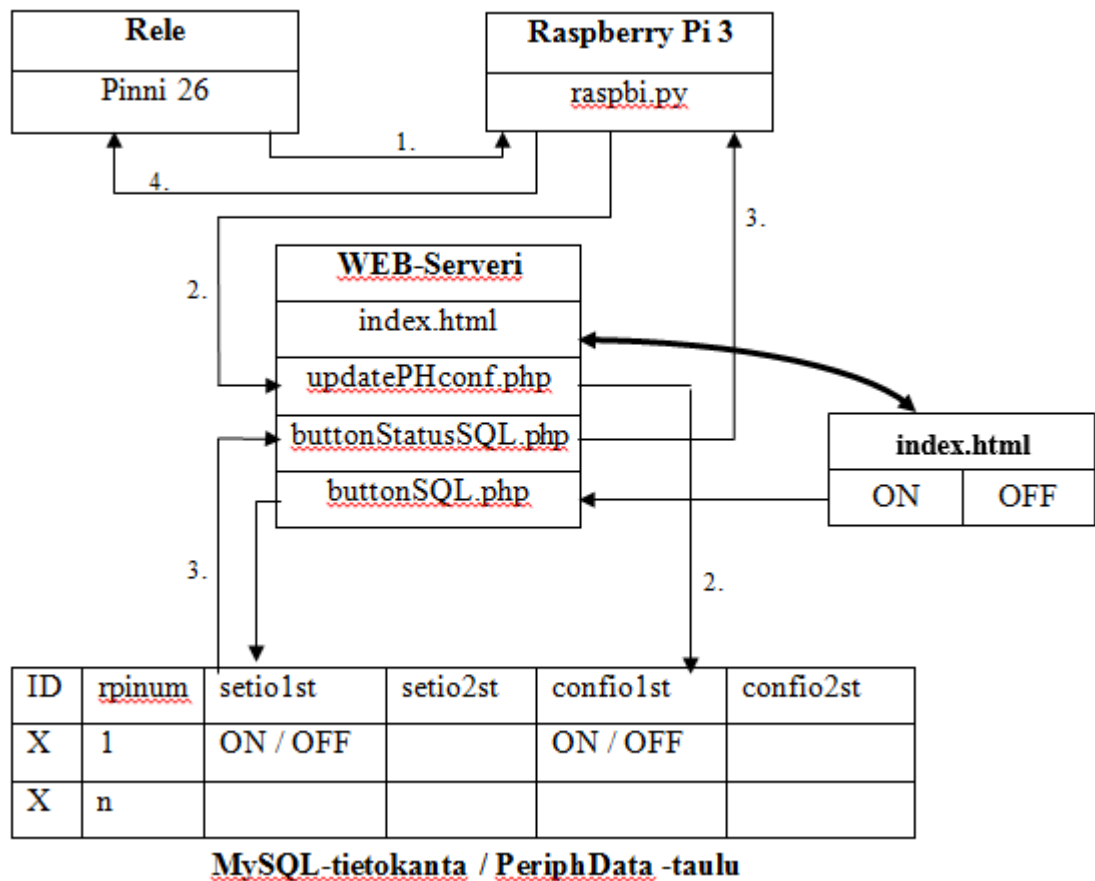 Rele
Pinni 26
Raspberry Pi 3
raspbi.py
1.
4.
3.
2.
WEB-Serveri
index.html
updatePHconf.php
buttonStatusSQL.php
buttonSQL.php
index.html
ON OFF
3.
2.
ID rpinum setio1st setio2st confio1st confio2st
X 1 ON / OFF ON / OFF
X n
MySQL-tietokanta / PeriphData -taulu